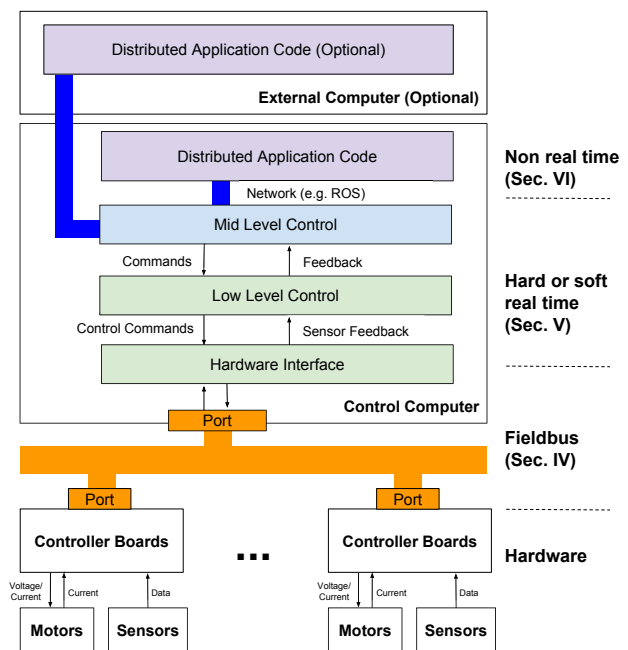 Distributed Application Code (Optional)
External Computer (Optional)
Distributed Application Code
Non real time
(Sec. VI)
Network (e.g. ROS)
Mid Level Control
Commands
Feedback
Hard or soft
real time
(Sec. V)
Low Level Control
Control Commands
Sensor Feedback
Hardware Interface
Control Computer
Port
Fieldbus
(Sec. IV)
Port
Port
Controller Boards
...
Controller Boards
Hardware
Voltage/
Current
Current
Data
Voltage/
Current
Current
Data
Motors
Sensors
Motors
Sensors